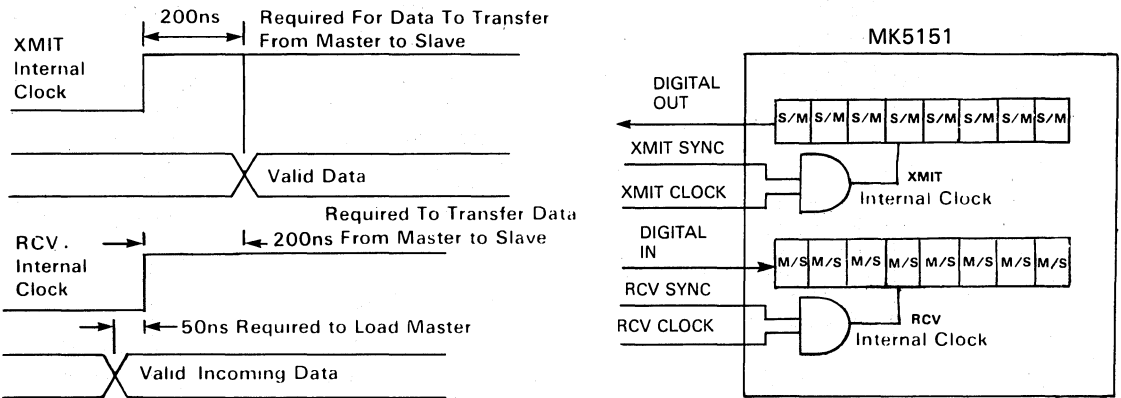 200ns
Required For Data To Transfer
From Master to Slave
XMIT
Internal
Clock
Valid Data
Required To Transfer Data
200ns From Master to Slave
RCV.
Internal
Clock
50ns Required to Load Master
Valid Incoming Data
MK5151
DIGITAL
OUT
S/M S/M S/M S/M S/M S/M S/M S/M
XMIT SYNC
XMIT CLOCK
XMIT
Internal Clock
DIGITAL
IN
M/S M/S M/S M/S M/S M/S M/S M/S
RCV SYNC
RCV CLOCK
RCV
Internal Clock